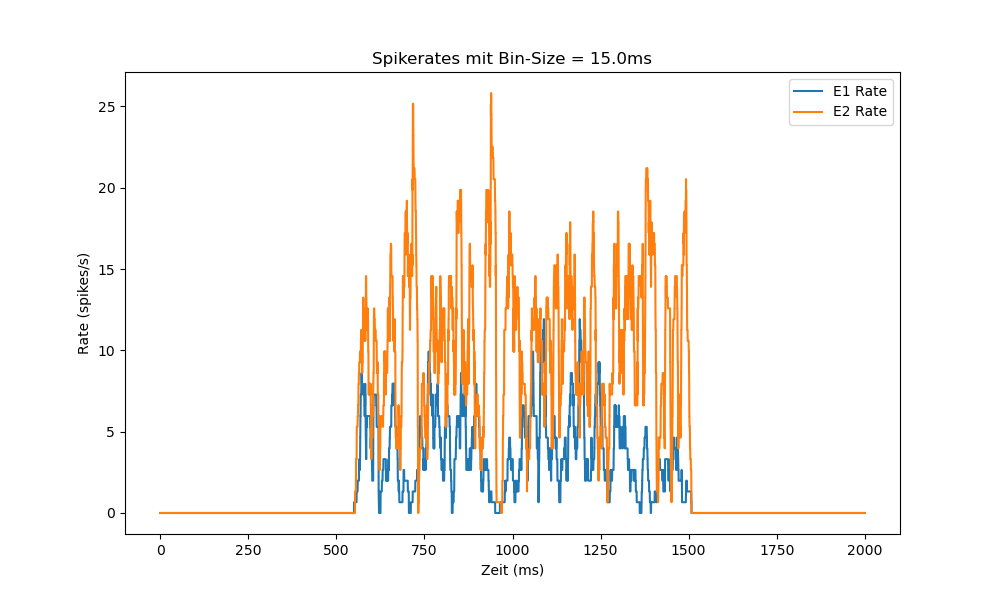 Spikerates mit Bin-Size = 15.0ms
E1 Rate
E2 Rate
Rate (spikes/s)
25
20
15
10
5
0
0 250 500 750 1000 1250 1500 1750 2000
Zeit (ms)